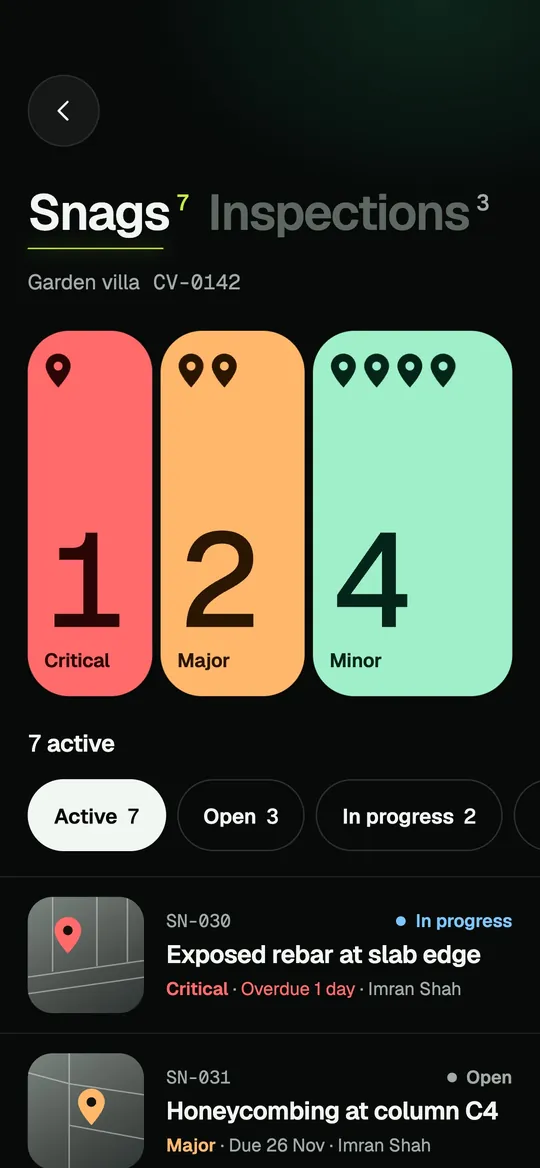 Snags 7 Inspections 3
Garden villa CV-0142
1 2 4
Critical Major Minor
7 active
Active 7 Open 3 In progress 2
SN-030 In progress
Exposed rebar at slab edge
Critical · Overdue 1 day · Imran Shah
SN-031 Open
Honeycombing at column C4
Major · Due 26 Nov · Imran Shah